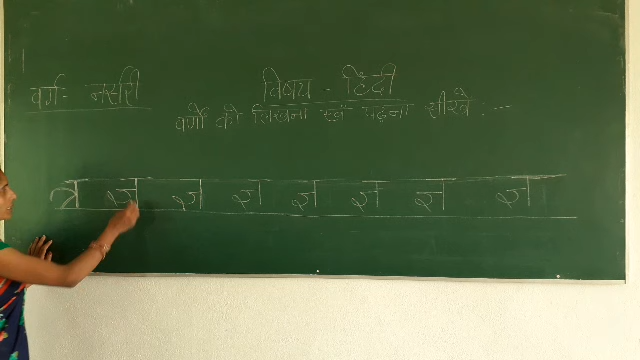 वर्ग- नर्सरी
विषय - हिंदी
वर्णों को लिखना एवं पढ़ना सीखें :---
ञ ज ज ज ज ज ज ज